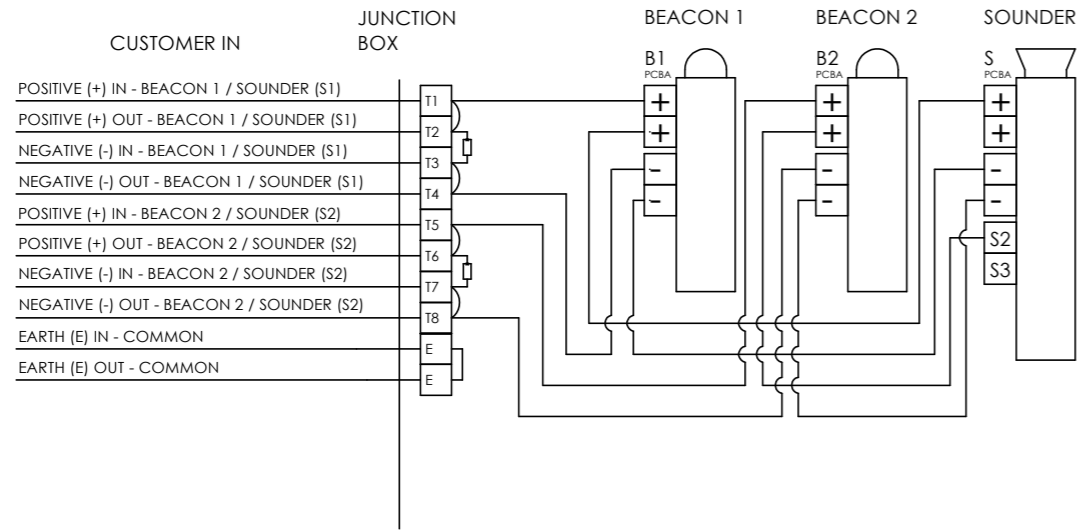 JUNCTION
BOX
BEACON 1
BEACON 2
SOUNDER
CUSTOMER IN
B1
PCBA
B2
PCBA
S
PCBA
POSITIVE (+) IN - BEACON 1 / SOUNDER (S1)
POSITIVE (+) OUT - BEACON 1 / SOUNDER (S1)
NEGATIVE (-) IN - BEACON 1 / SOUNDER (S1)
NEGATIVE (-) OUT - BEACON 1 / SOUNDER (S1)
POSITIVE (+) IN - BEACON 2 / SOUNDER (S2)
POSITIVE (+) OUT - BEACON 2 / SOUNDER (S2)
NEGATIVE (-) IN - BEACON 2 / SOUNDER (S2)
NEGATIVE (-) OUT - BEACON 2 / SOUNDER (S2)
EARTH (E) IN - COMMON
EARTH (E) OUT - COMMON
T1
T2
T3
T4
T5
T6
T7
T8
E
E
+
+
-
-
+
+
-
-
+
+
-
-
S2
S3